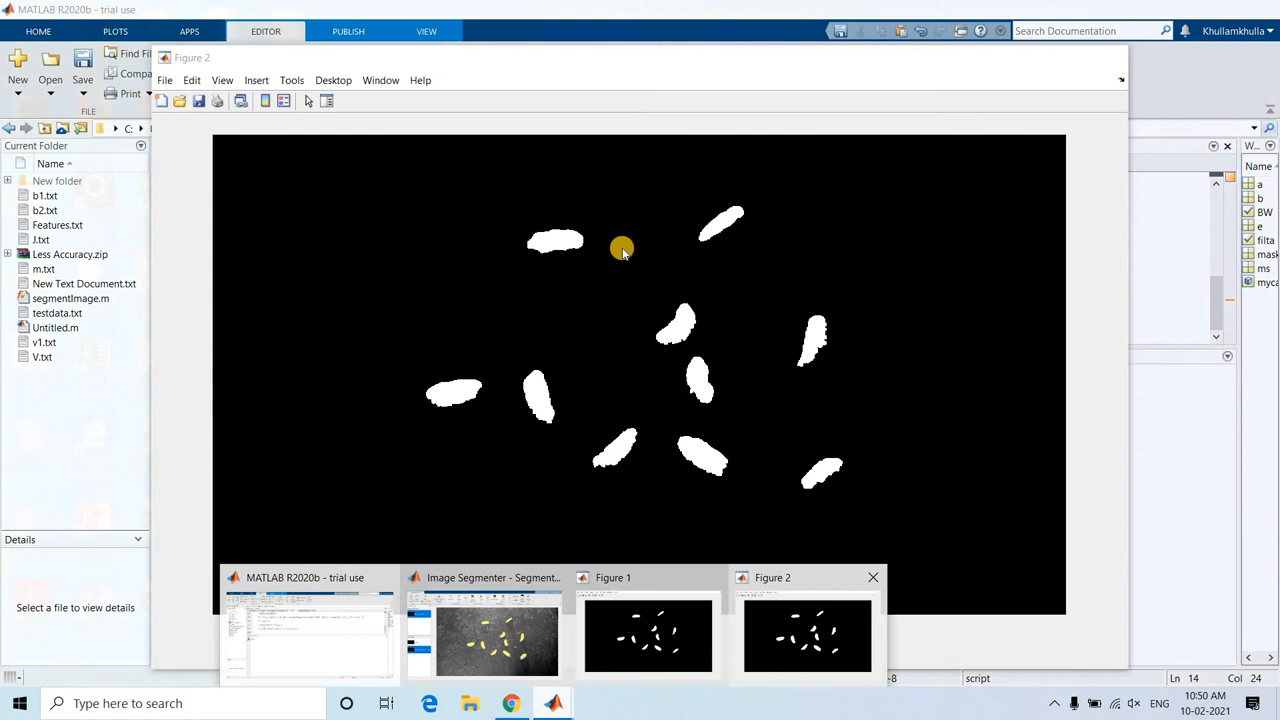 MATLAB R2020b - trial use
HOME
PLOTS
APPS
EDITOR
PUBLISH
VIEW
Search Documentation
Khullamkhulla
New
Open
Save
Find Fil
Compa
Print
FILE
Figure 2
File
Edit
View
Insert
Tools
Desktop
Window
Help
C:
Current Folder
Name
New folder
b1.txt
b2.txt
Features.txt
J.txt
Less Accuracy.zip
m.txt
New Text Document.txt
segmentImage.m
testdata.txt
Untitled.m
v1.txt
V.txt
Details
Select a file to view details
W...
Name
a
b
BW
e
filta
mask
ms
myca
MATLAB R2020b - trial use
Image Segmenter - Segment...
Figure 1
Figure 2
-8
script
Ln 14
Col 24
Type here to search
ENG
10:50 AM
10-02-2021